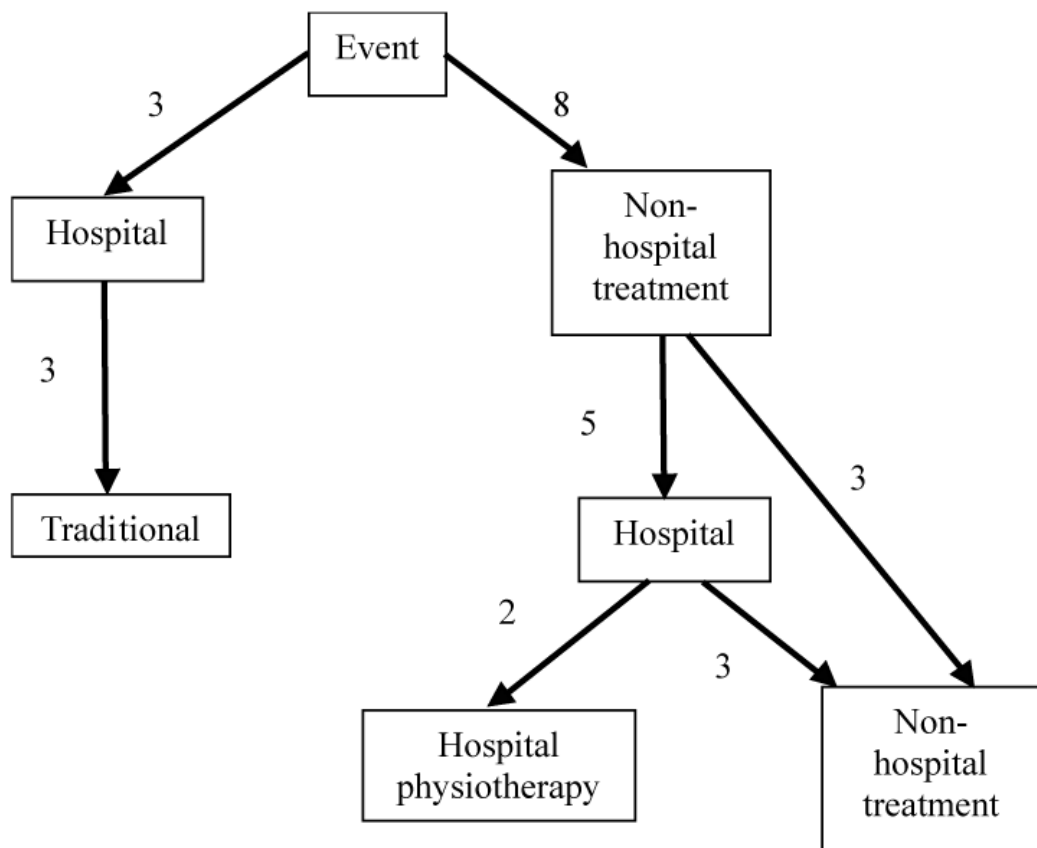 Event
3
8
Hospital
Non-
hospital
treatment
3
5
3
Traditional
Hospital
2
3
Hospital
physiotherapy
Non-
hospital
treatment